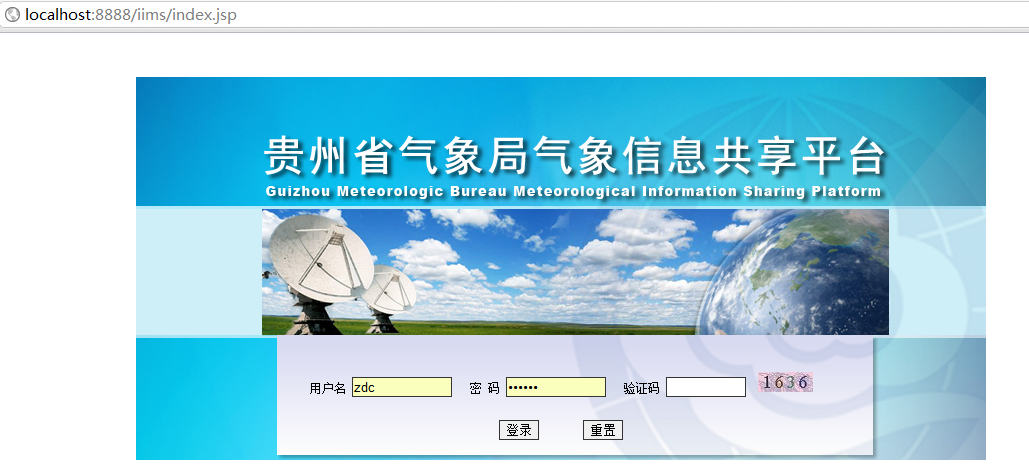 localhost:8888/iims/index.jsp
贵州省气象局气象信息共享平台
Guizhou Meteorologic Bureau Meteorological Information Sharing Platform
用户名 zdc 密 码 •••••• 验证码 1636
登录 重置